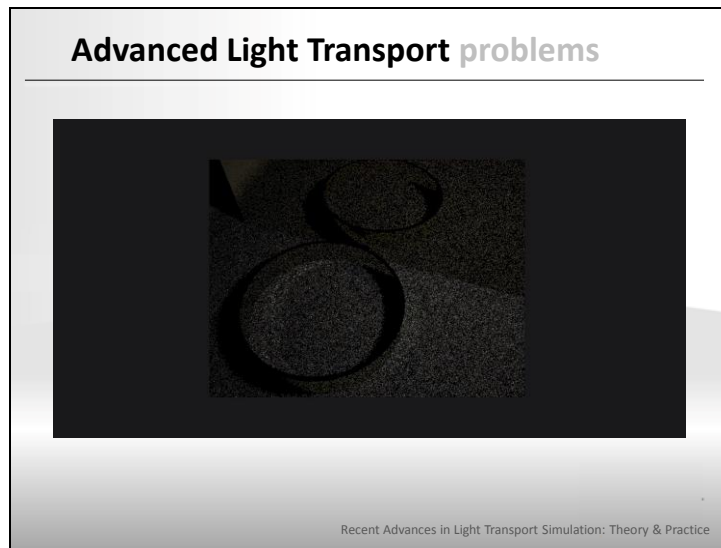 Advanced Light Transport problems
Recent Advances in Light Transport Simulation: Theory & Practice